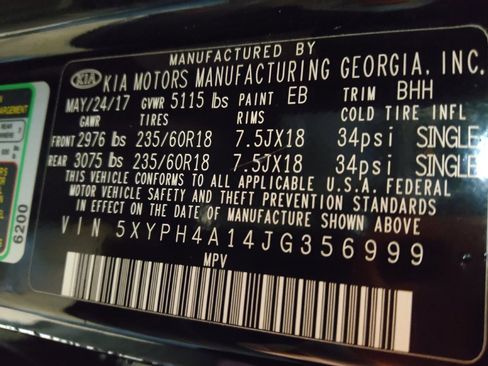 MANUFACTURED BY
KIA KIA MOTORS MANUFACTURING GEORGIA, INC.
MAY/24/17 GVWR 5115 lbs PAINT EB TRIM BHH
GAWR TIRES RIMS COLD TIRE INFL
FRONT 2976 lbs 235/60R18 7.5JX18 34psi SINGLE
REAR 3075 lbs 235/60R18 7.5JX18 34psi SINGLE
THIS VEHICLE CONFORMS TO ALL APPLICABLE U.S.A. FEDERAL
MOTOR VEHICLE SAFETY AND THEFT PREVENTION STANDARDS
IN EFFECT ON THE DATE OF MANUFACTURE SHOWN ABOVE
VIN 5XYPH4A14JG356999
MPV
6200